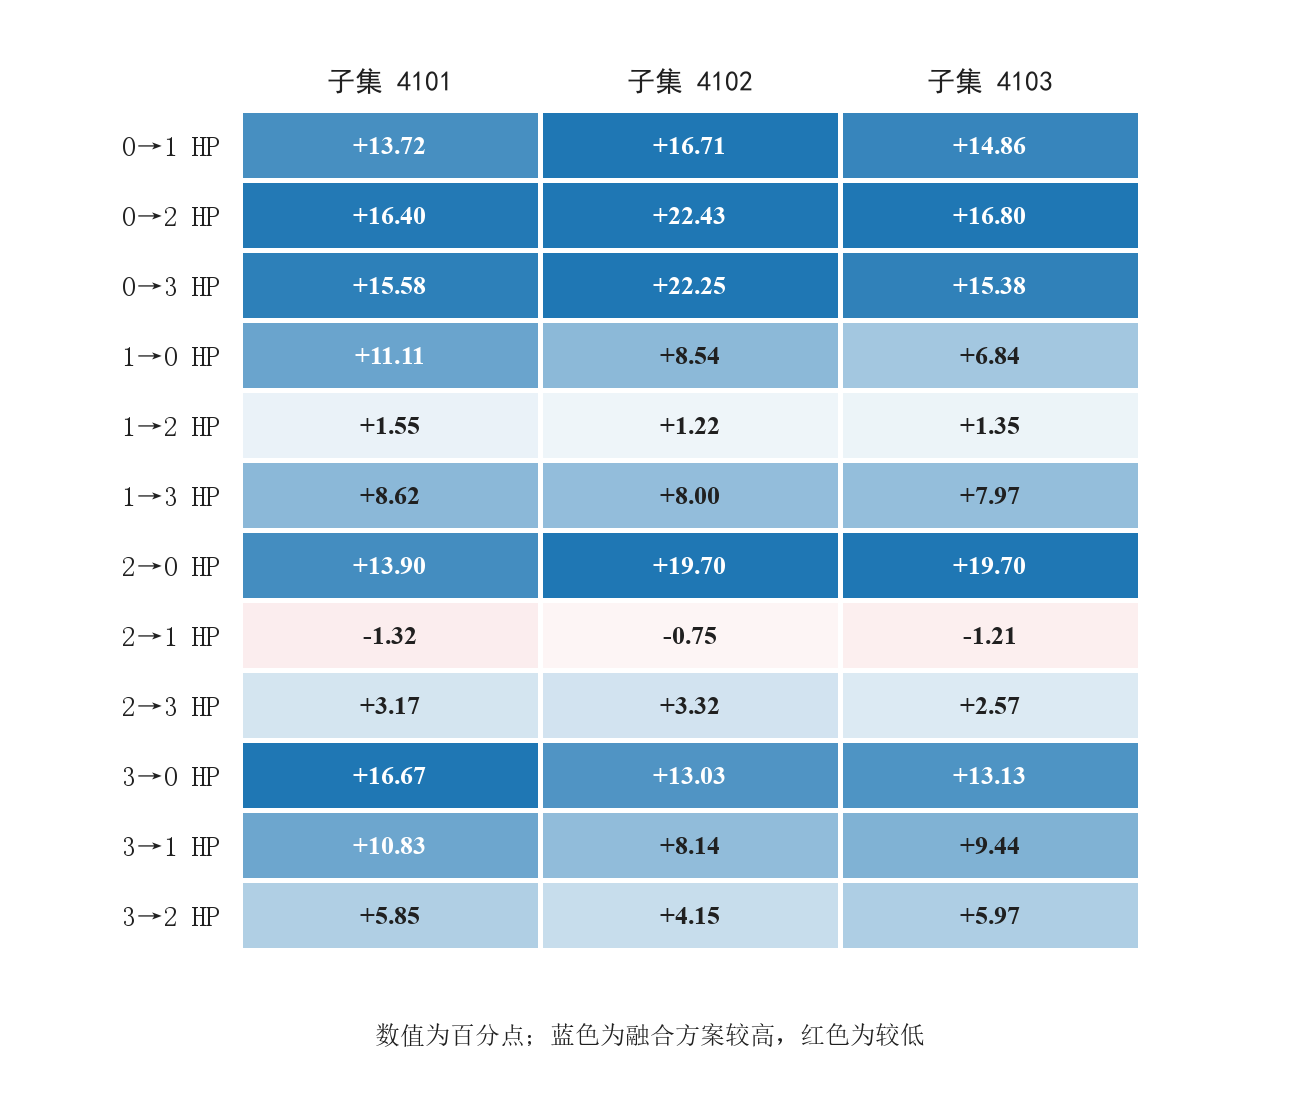 子集 4101 子集 4102 子集 4103
0→1 HP +13.72 +16.71 +14.86
0→2 HP +16.40 +22.43 +16.80
0→3 HP +15.58 +22.25 +15.38
1→0 HP +11.11 +8.54 +6.84
1→2 HP +1.55 +1.22 +1.35
1→3 HP +8.62 +8.00 +7.97
2→0 HP +13.90 +19.70 +19.70
2→1 HP -1.32 -0.75 -1.21
2→3 HP +3.17 +3.32 +2.57
3→0 HP +16.67 +13.03 +13.13
3→1 HP +10.83 +8.14 +9.44
3→2 HP +5.85 +4.15 +5.97
数值为百分点；蓝色为融合方案较高，红色为较低